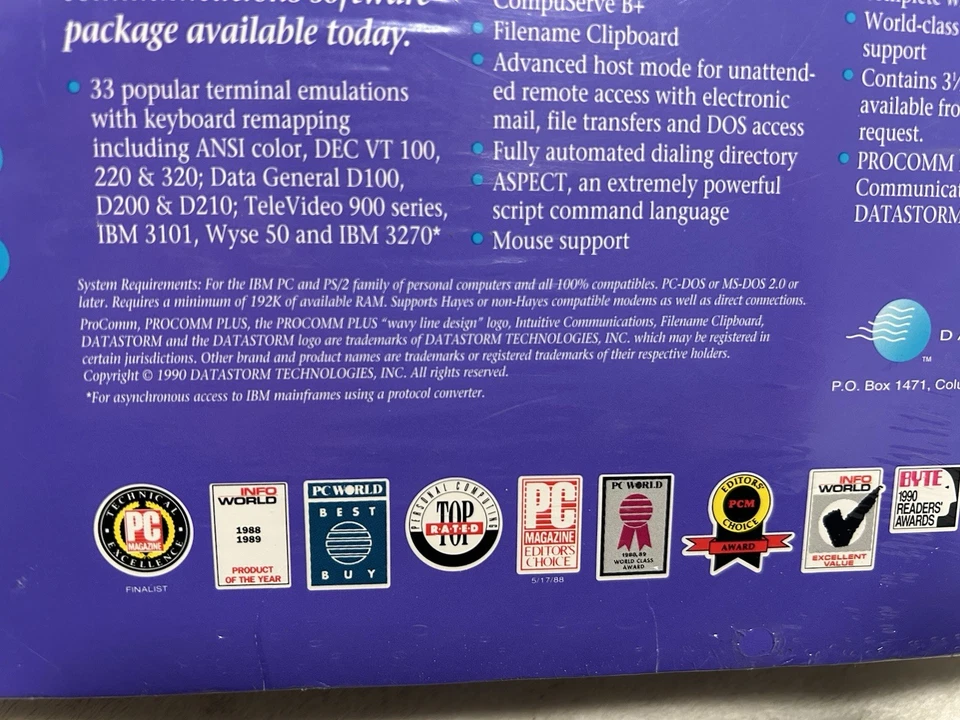 communications software
package available today.
33 popular terminal emulations
with keyboard remapping
including ANSI color, DEC VT 100,
220 & 320; Data General D100,
D200 & D210; TeleVideo 900 series,
IBM 3101, Wyse 50 and IBM 3270*
CompuServe B+
Filename Clipboard
Advanced host mode for unattend-
ed remote access with electronic
mail, file transfers and DOS access
Fully automated dialing directory
ASPECT, an extremely powerful
script command language
Mouse support
World-class
support
Contains 3½
available
request.
PROCOMM
DATASTORM
System Requirements: For the IBM PC and PS/2 family of personal computers and all 100% compatibles. PC-DOS or MS-DOS 2.0 or
later. Requires a minimum of 192K of available RAM. Supports Hayes or non-Hayes compatible modems as well as direct connections.
ProComm, PROCOMM PLUS, the PROCOMM PLUS “wavy line design” logo, Intuitive Communications, Filename Clipboard,
DATASTORM and the DATASTORM logo are trademarks of DATASTORM TECHNOLOGIES, INC. which may be registered in
certain jurisdictions. Other brand and product names are trademarks or registered trademarks of their respective holders.
Copyright © 1990 DATASTORM TECHNOLOGIES, INC. All rights reserved.
*For asynchronous access to IBM mainframes using a protocol converter.
TM
P.O. Box 1471,
TECHNICAL
PC
MAGAZINE
EXCELLENCE
FINALIST
INFO
WORLD
1988
1989
PRODUCT
OF THE YEAR
PC WORLD
BEST
BUY
PERSONAL COMPUTING
TOP
RATED
TOP
PC
MAGAZINE
EDITOR'S
CHOICE
5/17/88
PC WORLD
1988, 89
WORLD CLASS
AWARD
EDITORS'
PCM
CHOICE
AWARD
INFO
WORLD
EXCELLENT
VALUE
BYTE
1990
READERS'
AWARDS